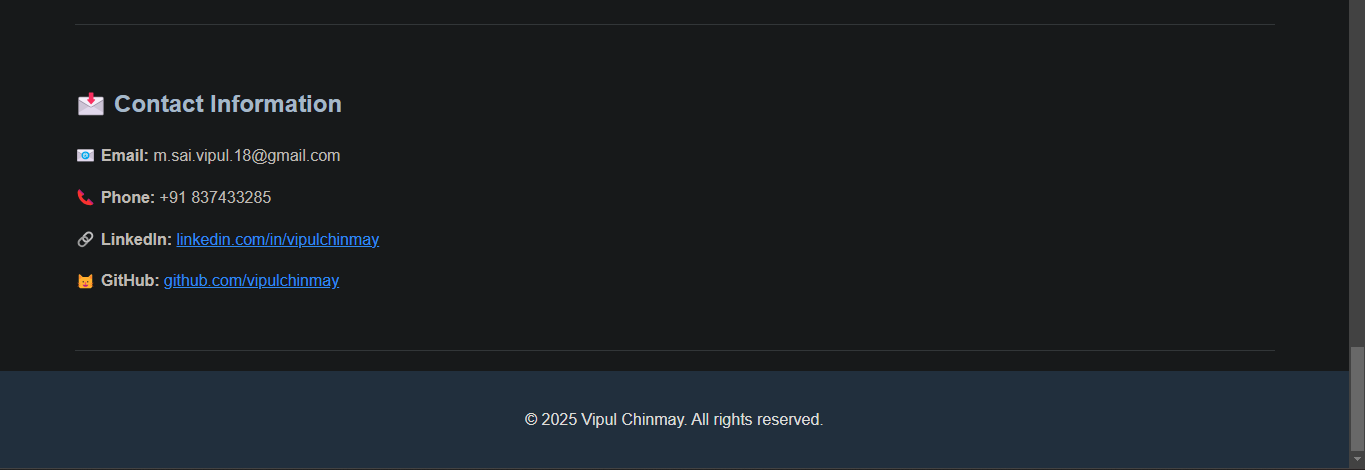 Contact Information
Email: m.sai.vipul.18@gmail.com
Phone: +91 837433285
LinkedIn: linkedin.com/in/vipulchinmay
GitHub: github.com/vipulchinmay
© 2025 Vipul Chinmay. All rights reserved.